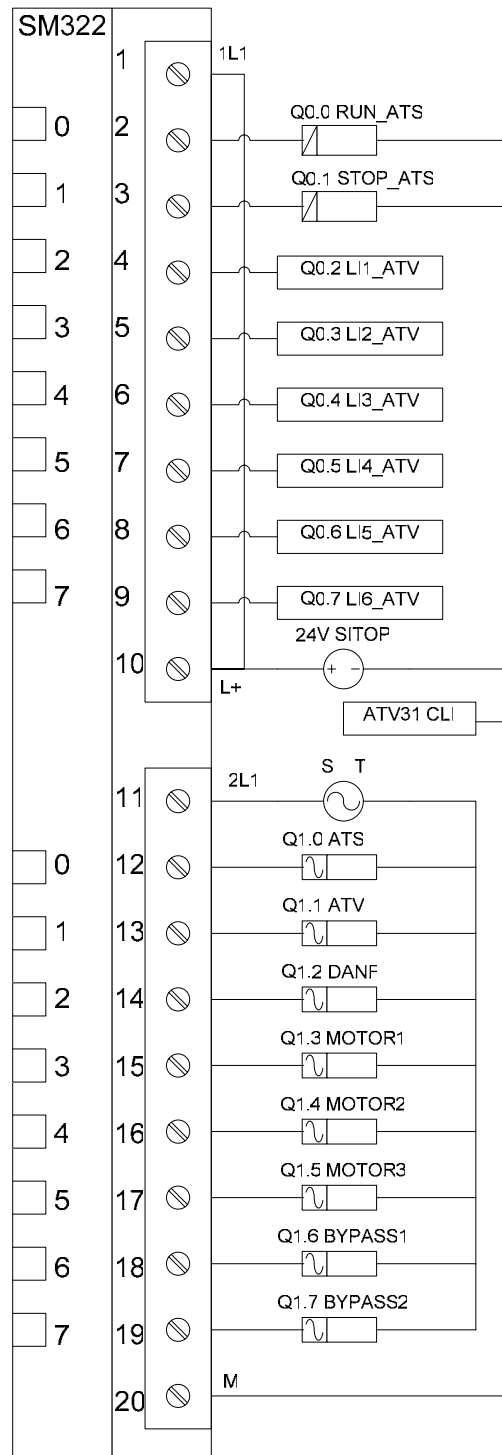 SM322
1 1L1
0 2 Q0.0 RUN_ATS
1 3 Q0.1 STOP_ATS
2 4 Q0.2 LI1_ATV
3 5 Q0.3 LI2_ATV
4 6 Q0.4 LI3_ATV
5 7 Q0.5 LI4_ATV
6 8 Q0.6 LI5_ATV
7 9 Q0.7 LI6_ATV
24V SITOP
10 L+ + -
ATV31 CLI
S T
11 2L1
0 12 Q1.0 ATS
1 13 Q1.1 ATV
2 14 Q1.2 DANF
3 15 Q1.3 MOTOR1
4 16 Q1.4 MOTOR2
5 17 Q1.5 MOTOR3
6 18 Q1.6 BYPASS1
7 19 Q1.7 BYPASS2
20 M